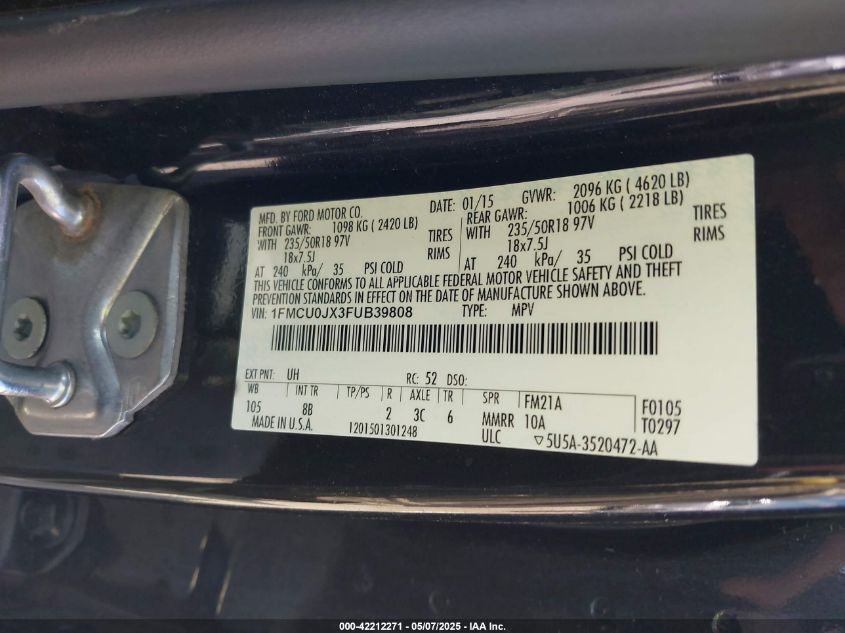 MFD. BY FORD MOTOR CO.
DATE: 01/15 GVWR: 2096 KG ( 4620 LB)
FRONT GAWR: 1098 KG ( 2420 LB) REAR GAWR: 1006 KG ( 2218 LB)
WITH 235/50R18 97V TIRES WITH 235/50R18 97V TIRES
18x7.5J RIMS 18x7.5J RIMS
AT 240 kPa/ 35 PSI COLD AT 240 kPa/ 35 PSI COLD
THIS VEHICLE CONFORMS TO ALL APPLICABLE FEDERAL MOTOR VEHICLE SAFETY AND THEFT
PREVENTION STANDARDS IN EFFECT ON THE DATE OF MANUFACTURE SHOWN ABOVE.
VIN: 1FMCU0JX3FUB39808 TYPE: MPV
EXT PNT: UH RC: 52 DSO:
WB INT TR TP/PS R AXLE TR SPR FM21A F0105
105 8B 2 3C 6 MMRR 10A T0297
MADE IN U.S.A. 1201501301248 ULC ▽5U5A-3520472-AA
000-42212271 - 05/07/2025 - IAA Inc.